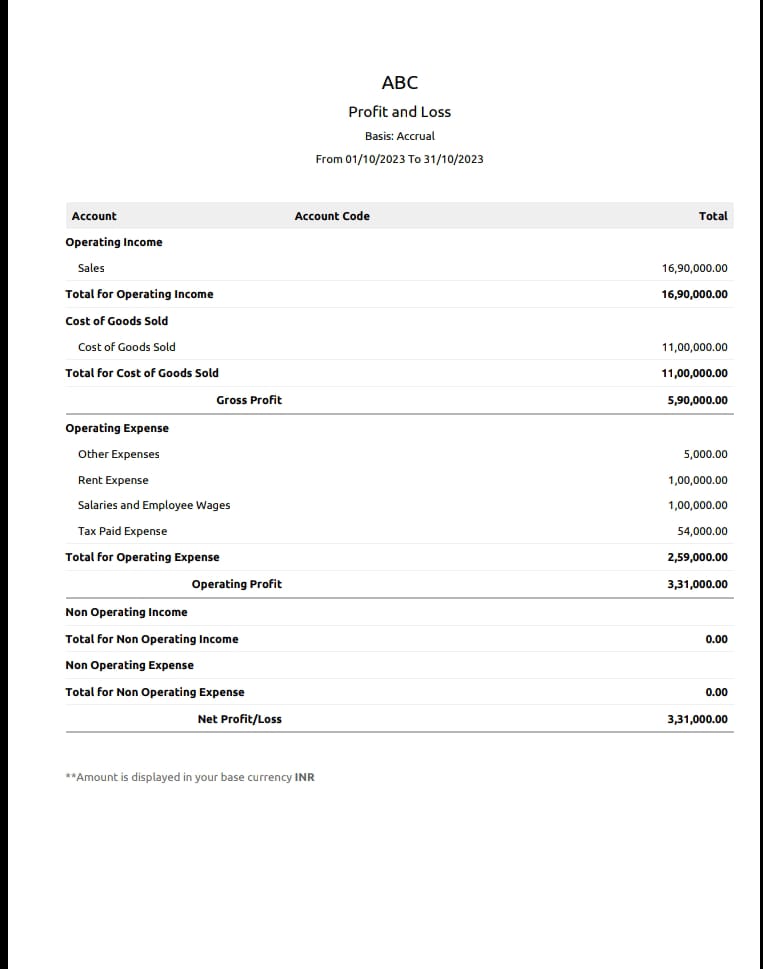 ABC
Profit and Loss
Basis: Accrual
From 01/10/2023 To 31/10/2023
Account Account Code Total
Operating Income
Sales 16,90,000.00
Total for Operating Income 16,90,000.00
Cost of Goods Sold
Cost of Goods Sold 11,00,000.00
Total for Cost of Goods Sold 11,00,000.00
Gross Profit 5,90,000.00
Operating Expense
Other Expenses 5,000.00
Rent Expense 1,00,000.00
Salaries and Employee Wages 1,00,000.00
Tax Paid Expense 54,000.00
Total for Operating Expense 2,59,000.00
Operating Profit 3,31,000.00
Non Operating Income
Total for Non Operating Income 0.00
Non Operating Expense
Total for Non Operating Expense 0.00
Net Profit/Loss 3,31,000.00
**Amount is displayed in your base currency INR